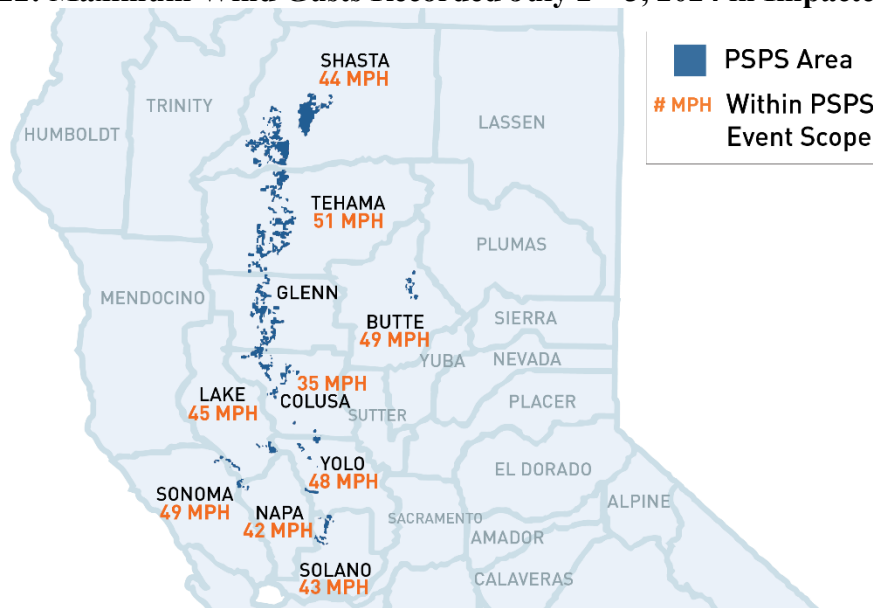 Maximum Wind Gusts Recorded July 2
2024 in
PSPS Area
# MPH Within PSPS
Event Scope
SHASTA
44 MPH
TRINITY
HUMBOLDT
LASSEN
TEHAMA
51 MPH
PLUMAS
MENDOCINO
GLENN
BUTTE
49 MPH
SIERRA
YUBA
NEVADA
35 MPH
COLUSA
LAKE
45 MPH
SUTTER
PLACER
YOLO
48 MPH
EL DORADO
SONOMA
49 MPH
NAPA
42 MPH
SACRAMENTO
ALPINE
AMADOR
SOLANO
43 MPH
CALAVERAS